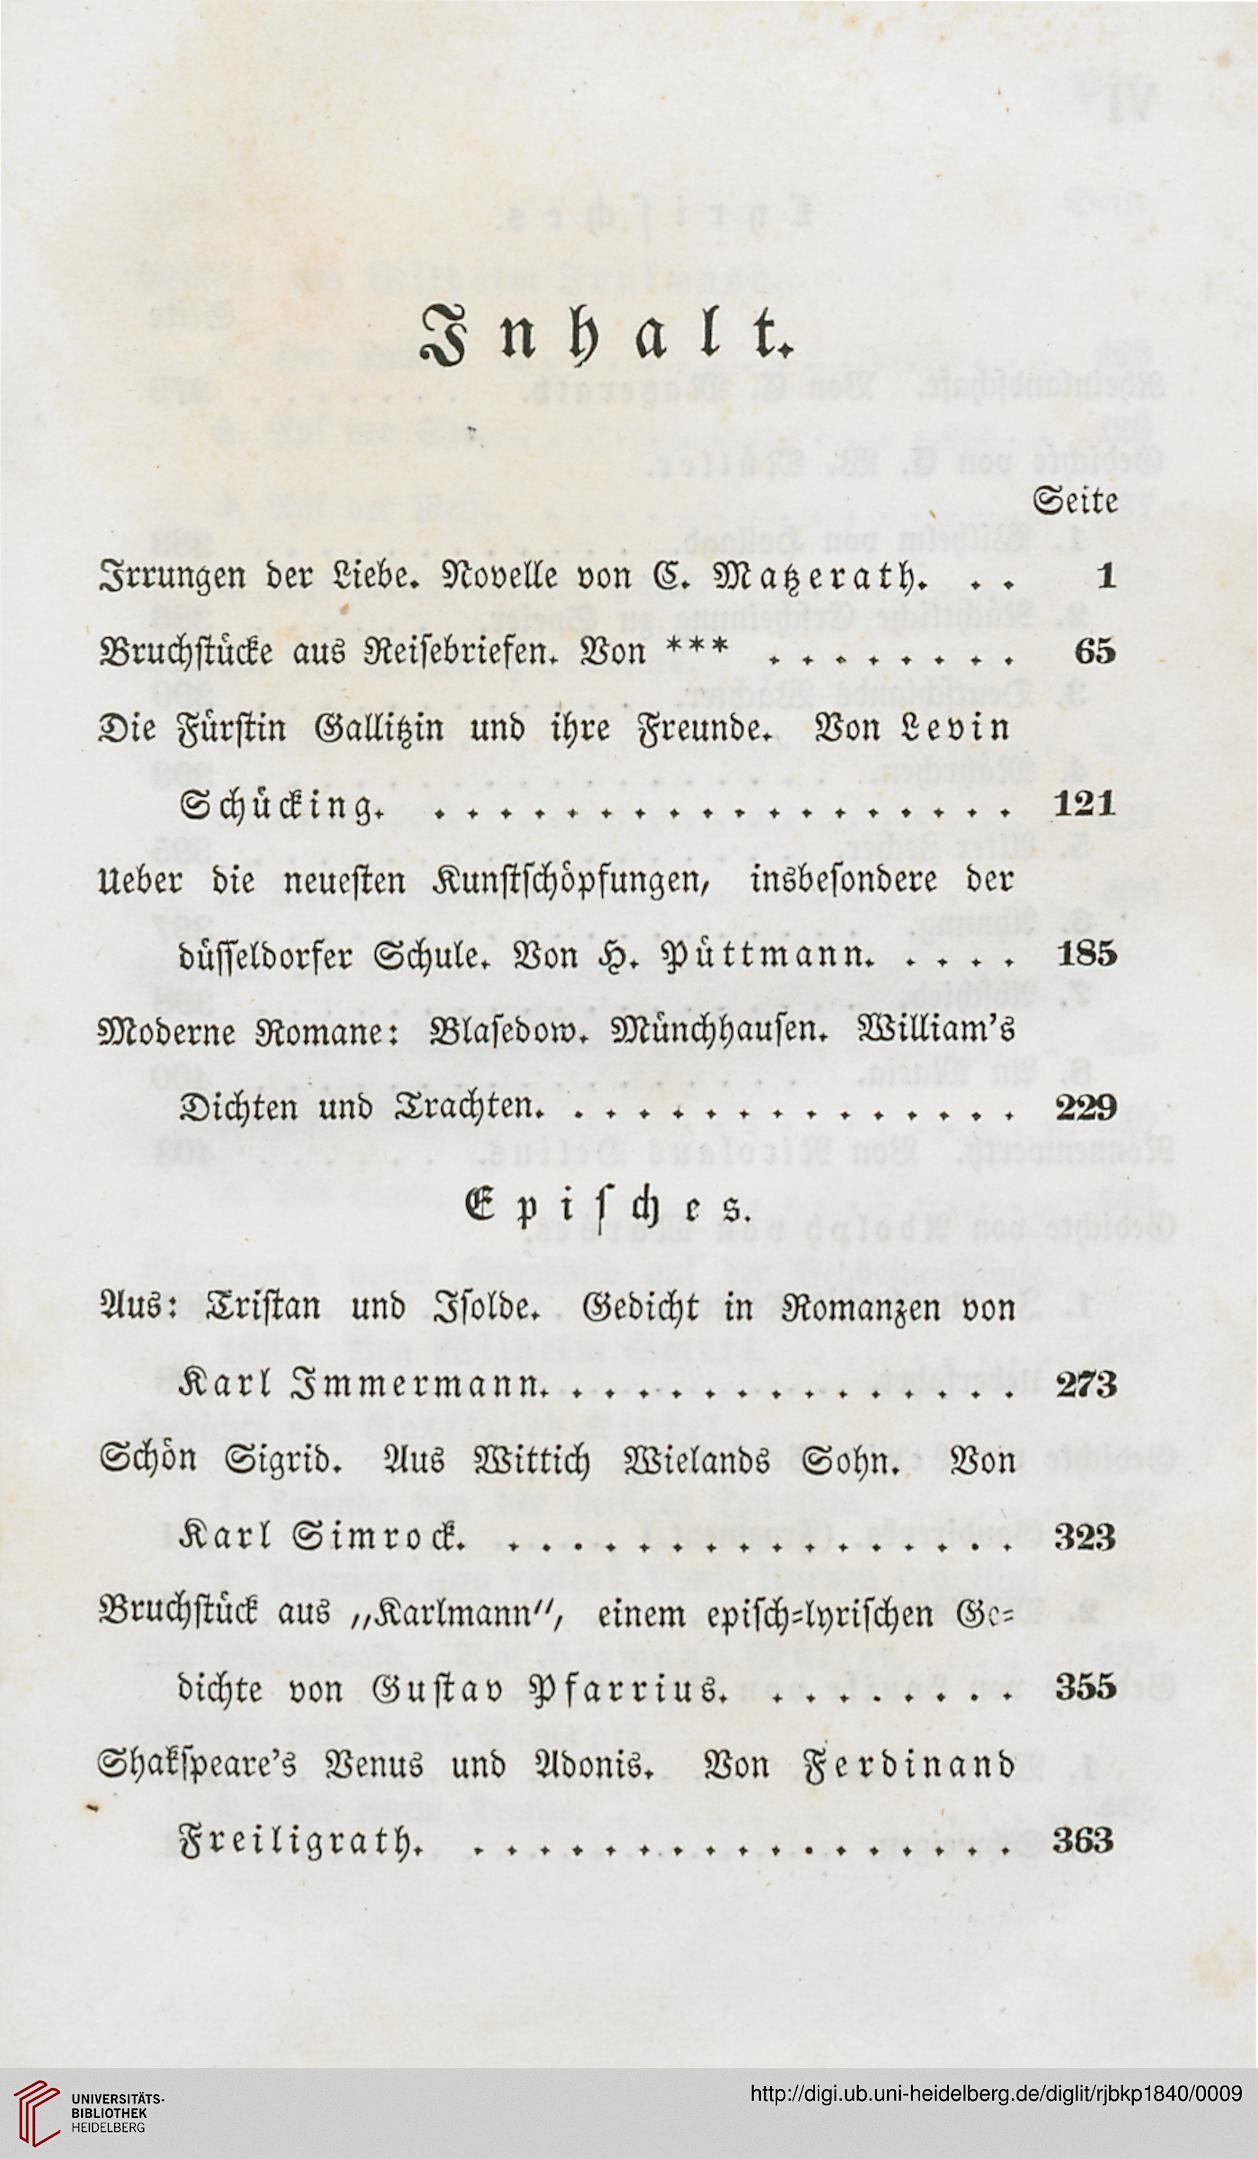 Inhalt.
Seite
Irrungen der Liebe. Novelle von C. Matzerath. . . 1
Bruchstücke aus Reisebriefen. Von *** . . . . . . . . 65
Die Fürstin Gallitzin und ihre Freunde. Von Levin
Schücking. . . . . . . . . . . . . . . . . . . 121
Ueber die neuesten Kunstschöpfungen, insbesondere der
düsseldorfer Schule. Von H. Püttmann. . . . . 185
Moderne Romane: Blasedow. Münchhausen. William's
Dichten und Trachten. . . . . . . . . . . . . . . 229
Episches.
Aus: Tristan und Isolde. Gedicht in Romanzen von
Karl Immermann. . . . . . . . . . . . . . . 273
Schön Sigrid. Aus Wittich Wielands Sohn. Von
Karl Simrock. . . . . . . . . . . . . . . . . 323
Bruchstück aus „Karlmann", einem episch-lyrischen Ge-
dichte von Gustav Pfarrius. . . . . . . . . 355
Shakspeare's Venus und Adonis. Von Ferdinand
Freiligrath. . . . . . . . . . . . . . . . . . 363
UNIVERSITÄTS-
BIBLIOTHEK
HEIDELBERG
http://digi.ub.uni-heidelberg.de/diglit/rjbkp1840/0009